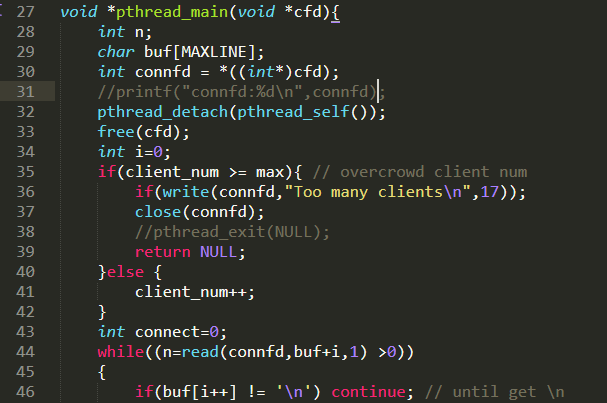 27 void *pthread_main(void *cfd){
28 int n;
29 char buf[MAXLINE];
30 int connfd = *((int*)cfd);
31 //printf("connfd:%d\n",connfd);
32 pthread_detach(pthread_self());
33 free(cfd);
34 int i=0;
35 if(client_num >= max){ // overcrowd client num
36 if(write(connfd,"Too many clients\n",17));
37 close(connfd);
38 //pthread_exit(NULL);
39 return NULL;
40 }else {
41 client_num++;
42 }
43 int connect=0;
44 while((n=read(connfd,buf+i,1) >0))
45 {
46 if(buf[i++] != '\n') continue; // until get \n